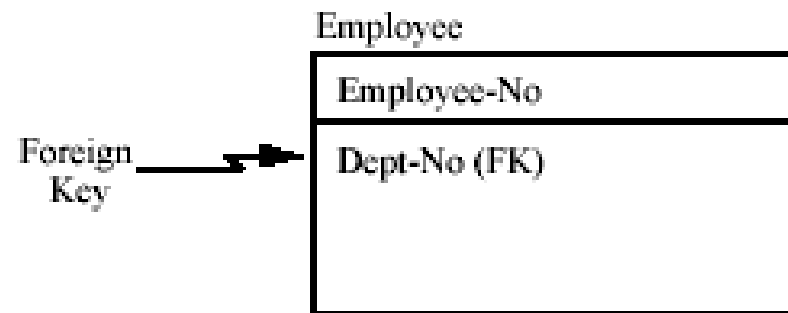 Employee
Employee-No
Foreign
Key
Dept-No (FK)